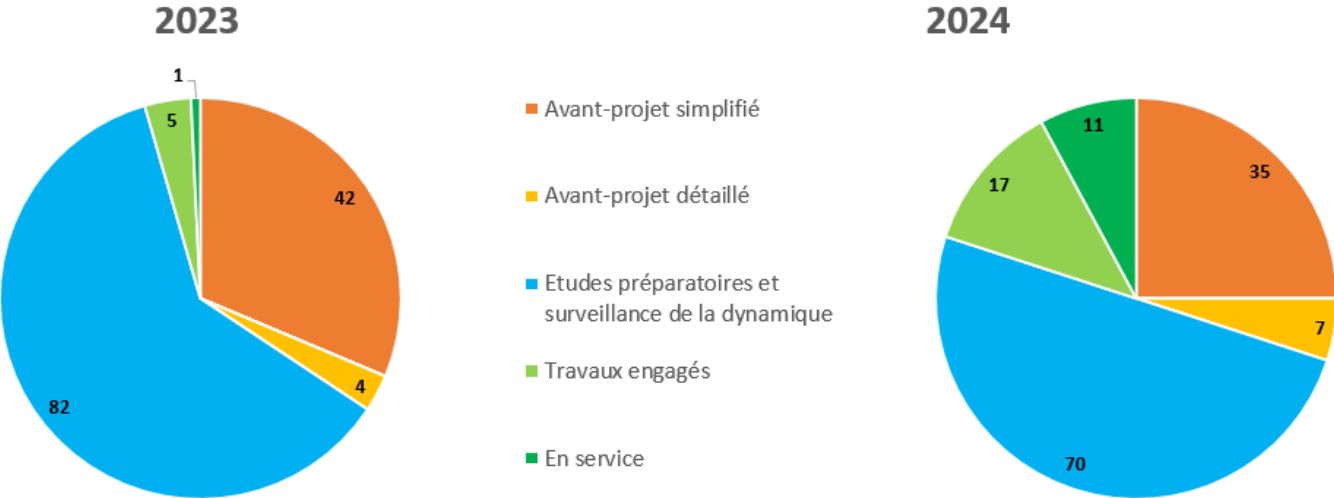 2023
1
5
42
4
82
Avant-projet simplifié
Avant-projet détaillé
Etudes préparatoires et
surveillance de la dynamique
Travaux engagés
En service
2024
11
35
17
7
70